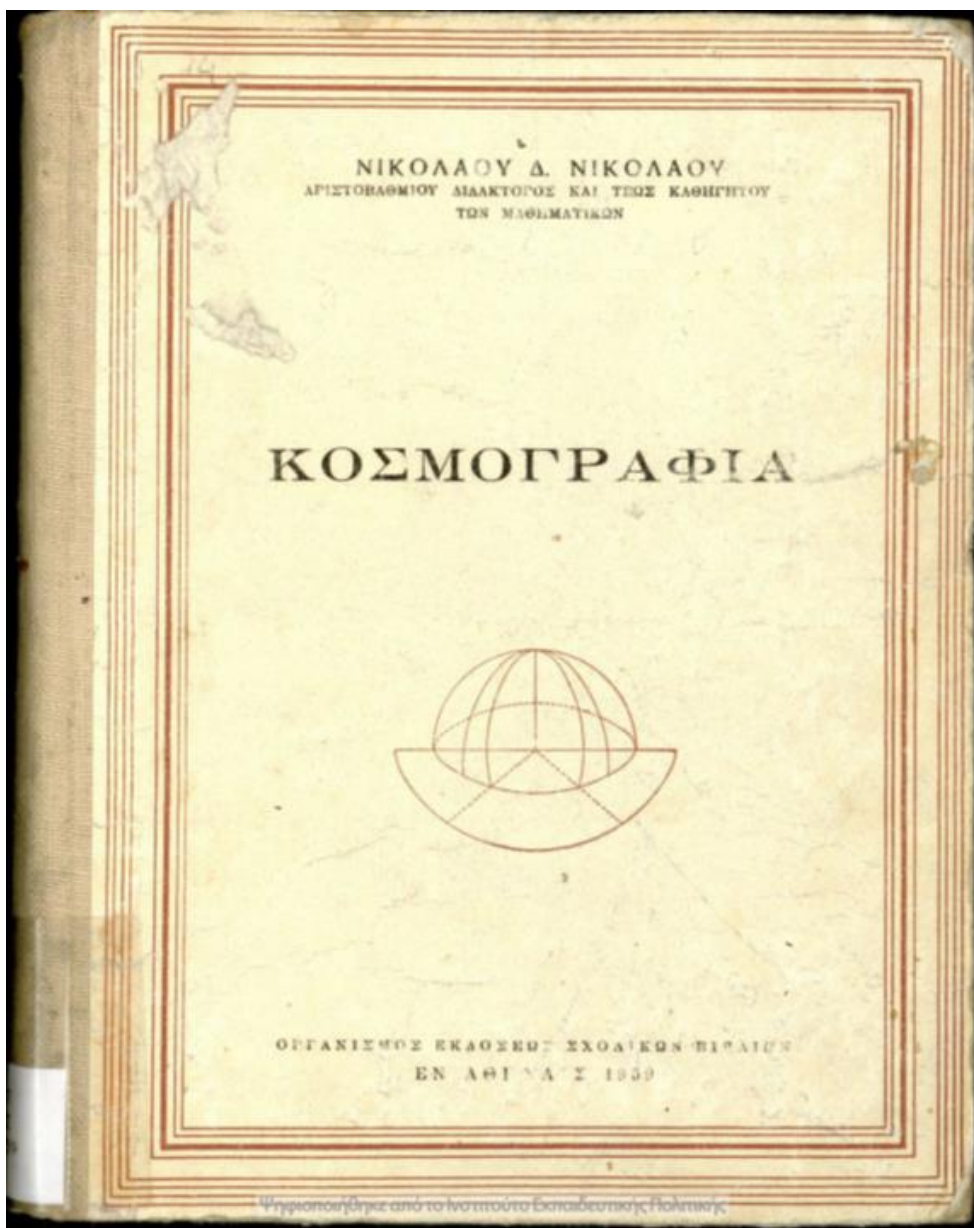 ΝΙΚΟΛΑΟΥ Δ. ΝΙΚΟΛΑΟΥ
ΑΡΙΣΤΟΒΑΘΜΙΟΥ ΔΙΔΑΚΤΟΡΟΣ ΚΑΙ ΤΕΩΣ ΚΑΘΗΓΗΤΟΥ
ΤΩΝ ΜΑΘΗΜΑΤΙΚΩΝ
ΚΟΣΜΟΓΡΑΦΙΑ
ΟΡΓΑΝΙΣΜΟΣ ΕΚΔΟΣΕΩΣ ΣΧΟΛΙΚΩΝ ΒΙΒΛΙΩΝ
ΕΝ ΑΘΗΝΑΙΣ 1959
Ψηφιοποιήθηκε από το Ινστιτούτο Εκπαιδευτικής Πολιτικής